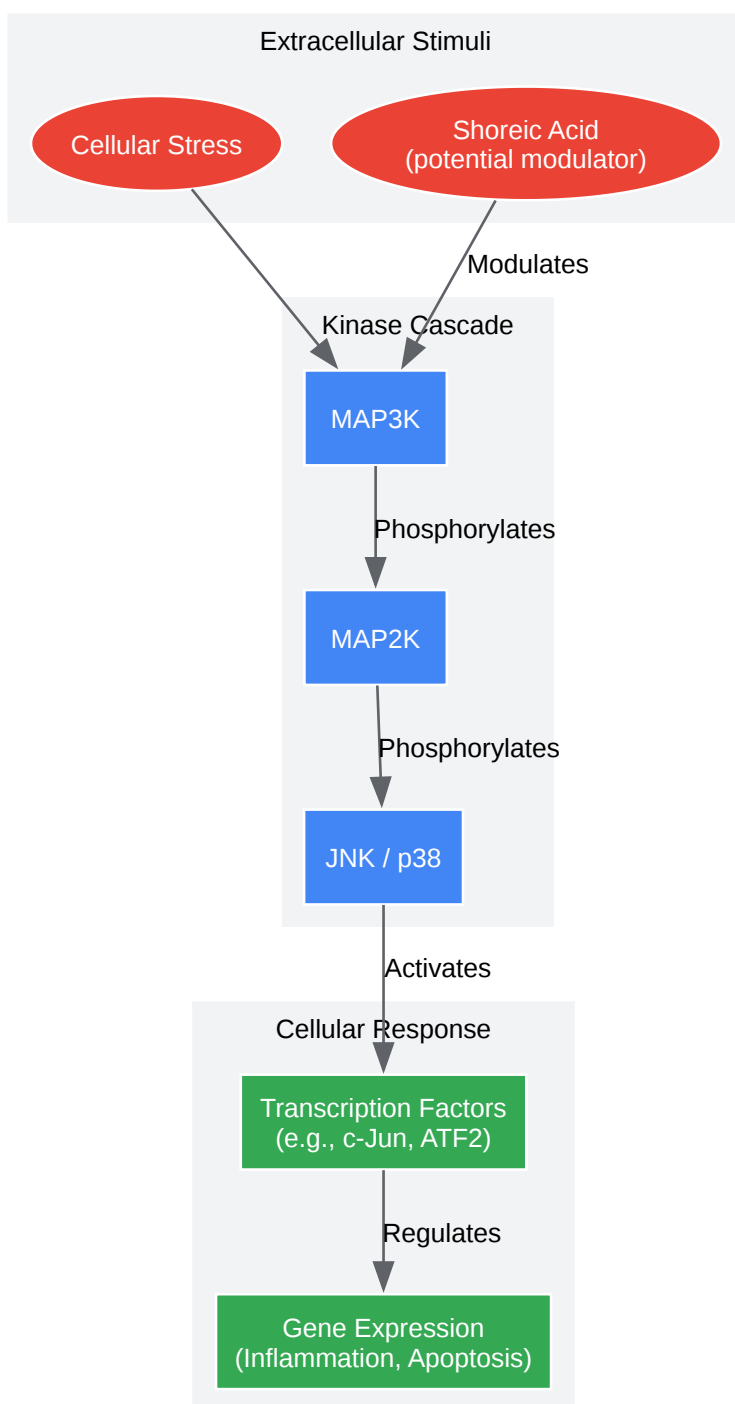 Extracellular Stimuli
Cellular Stress
Shoreic Acid
(potential modulator)
Modulates
Kinase Cascade
MAP3K
Phosphorylates
MAP2K
Phosphorylates
JNK / p38
Activates
Cellular Response
Transcription Factors
(e.g., c-Jun, ATF2)
Regulates
Gene Expression
(Inflammation, Apoptosis)